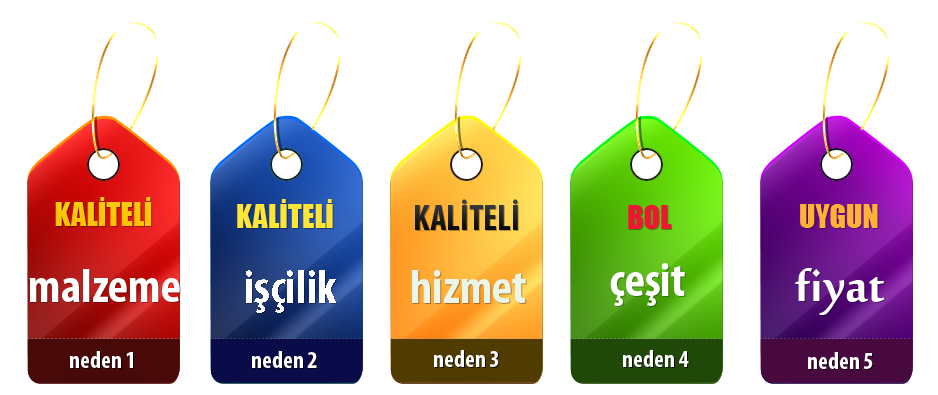 KALİTELİ
malzeme
neden 1
KALİTELİ
işçilik
neden 2
KALİTELİ
hizmet
neden 3
BOL
çeşit
neden 4
UYGUN
fiyat
neden 5